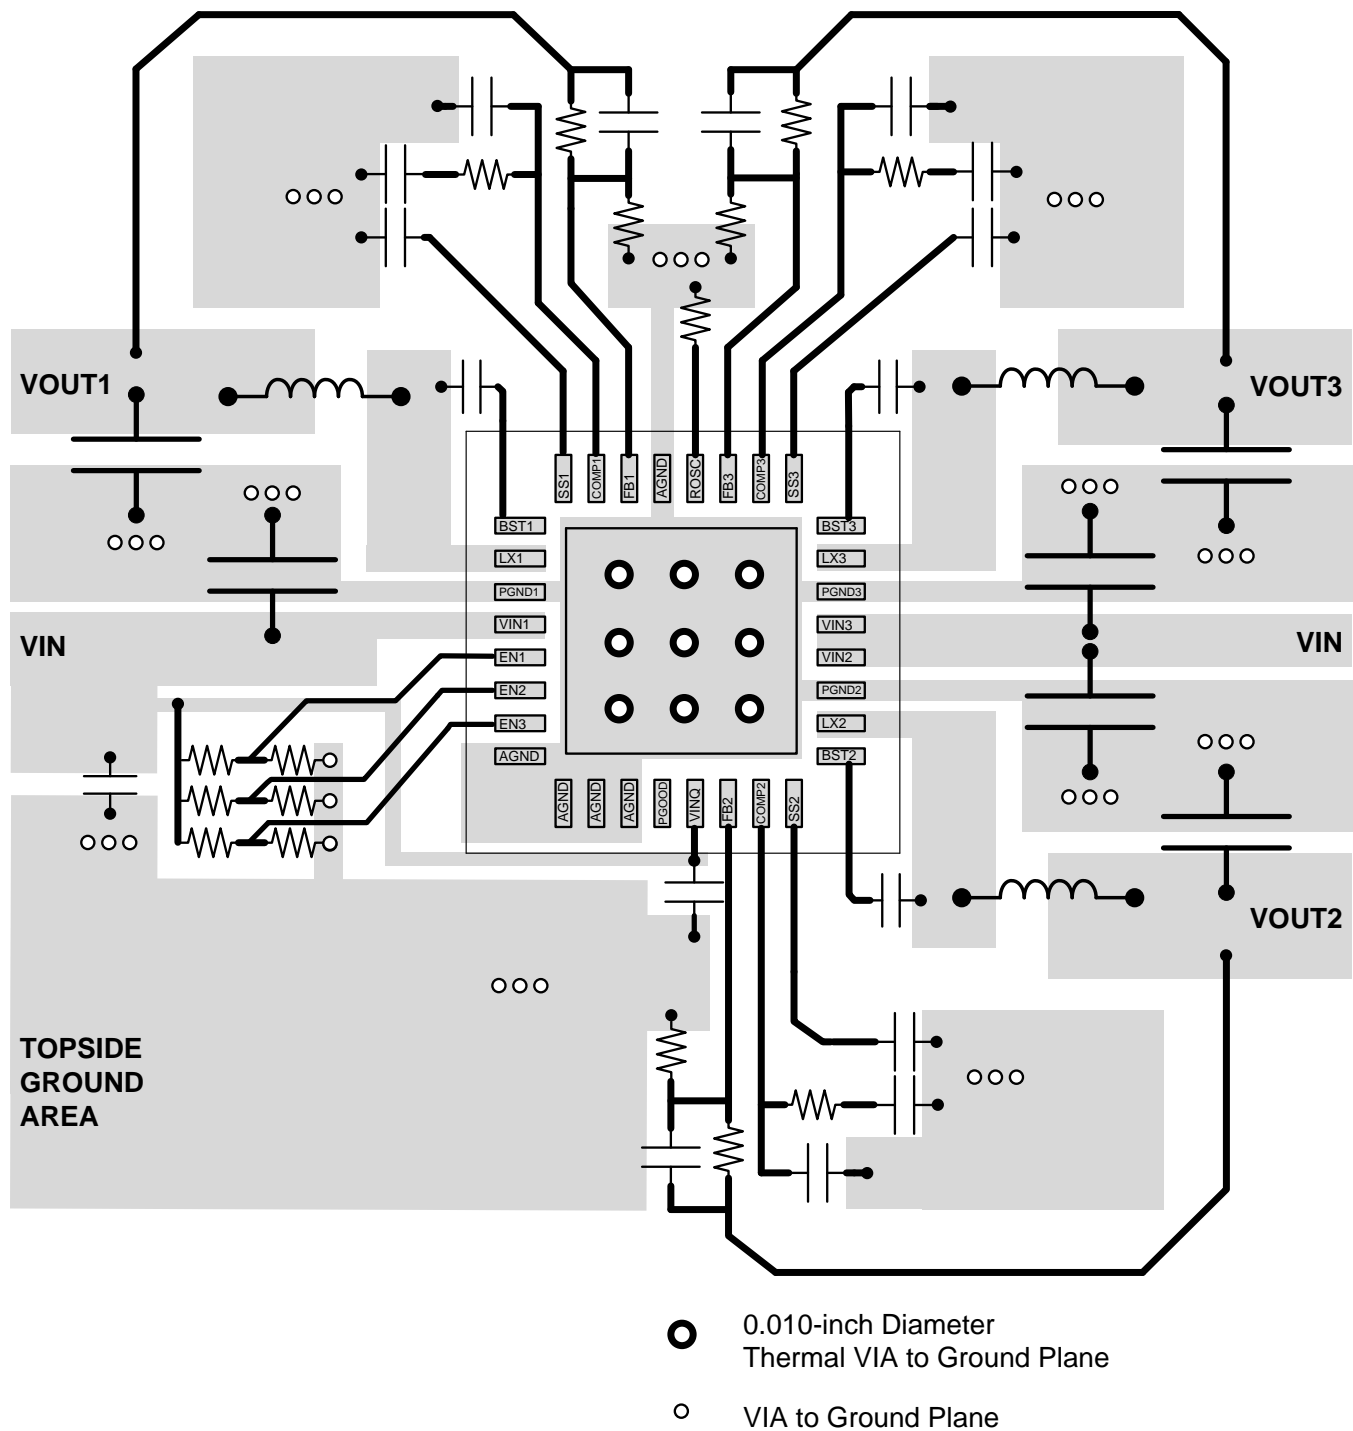 VOUT1
VOUT3
SS1
COMP1
FB1
AGND
ROSC
FB3
COMP3
SS3
BST1
BST3
LX1
LX3
PGND1
PGND3
VIN1
VIN3
VIN
VIN
EN1
VIN2
EN2
PGND2
EN3
LX2
AGND
BST2
AGND
AGND
AGND
PGOOD
VINQ
FB2
COMP2
SS2
VOUT2
TOPSIDE
GROUND
AREA
0.010-inch Diameter
Thermal VIA to Ground Plane
VIA to Ground Plane